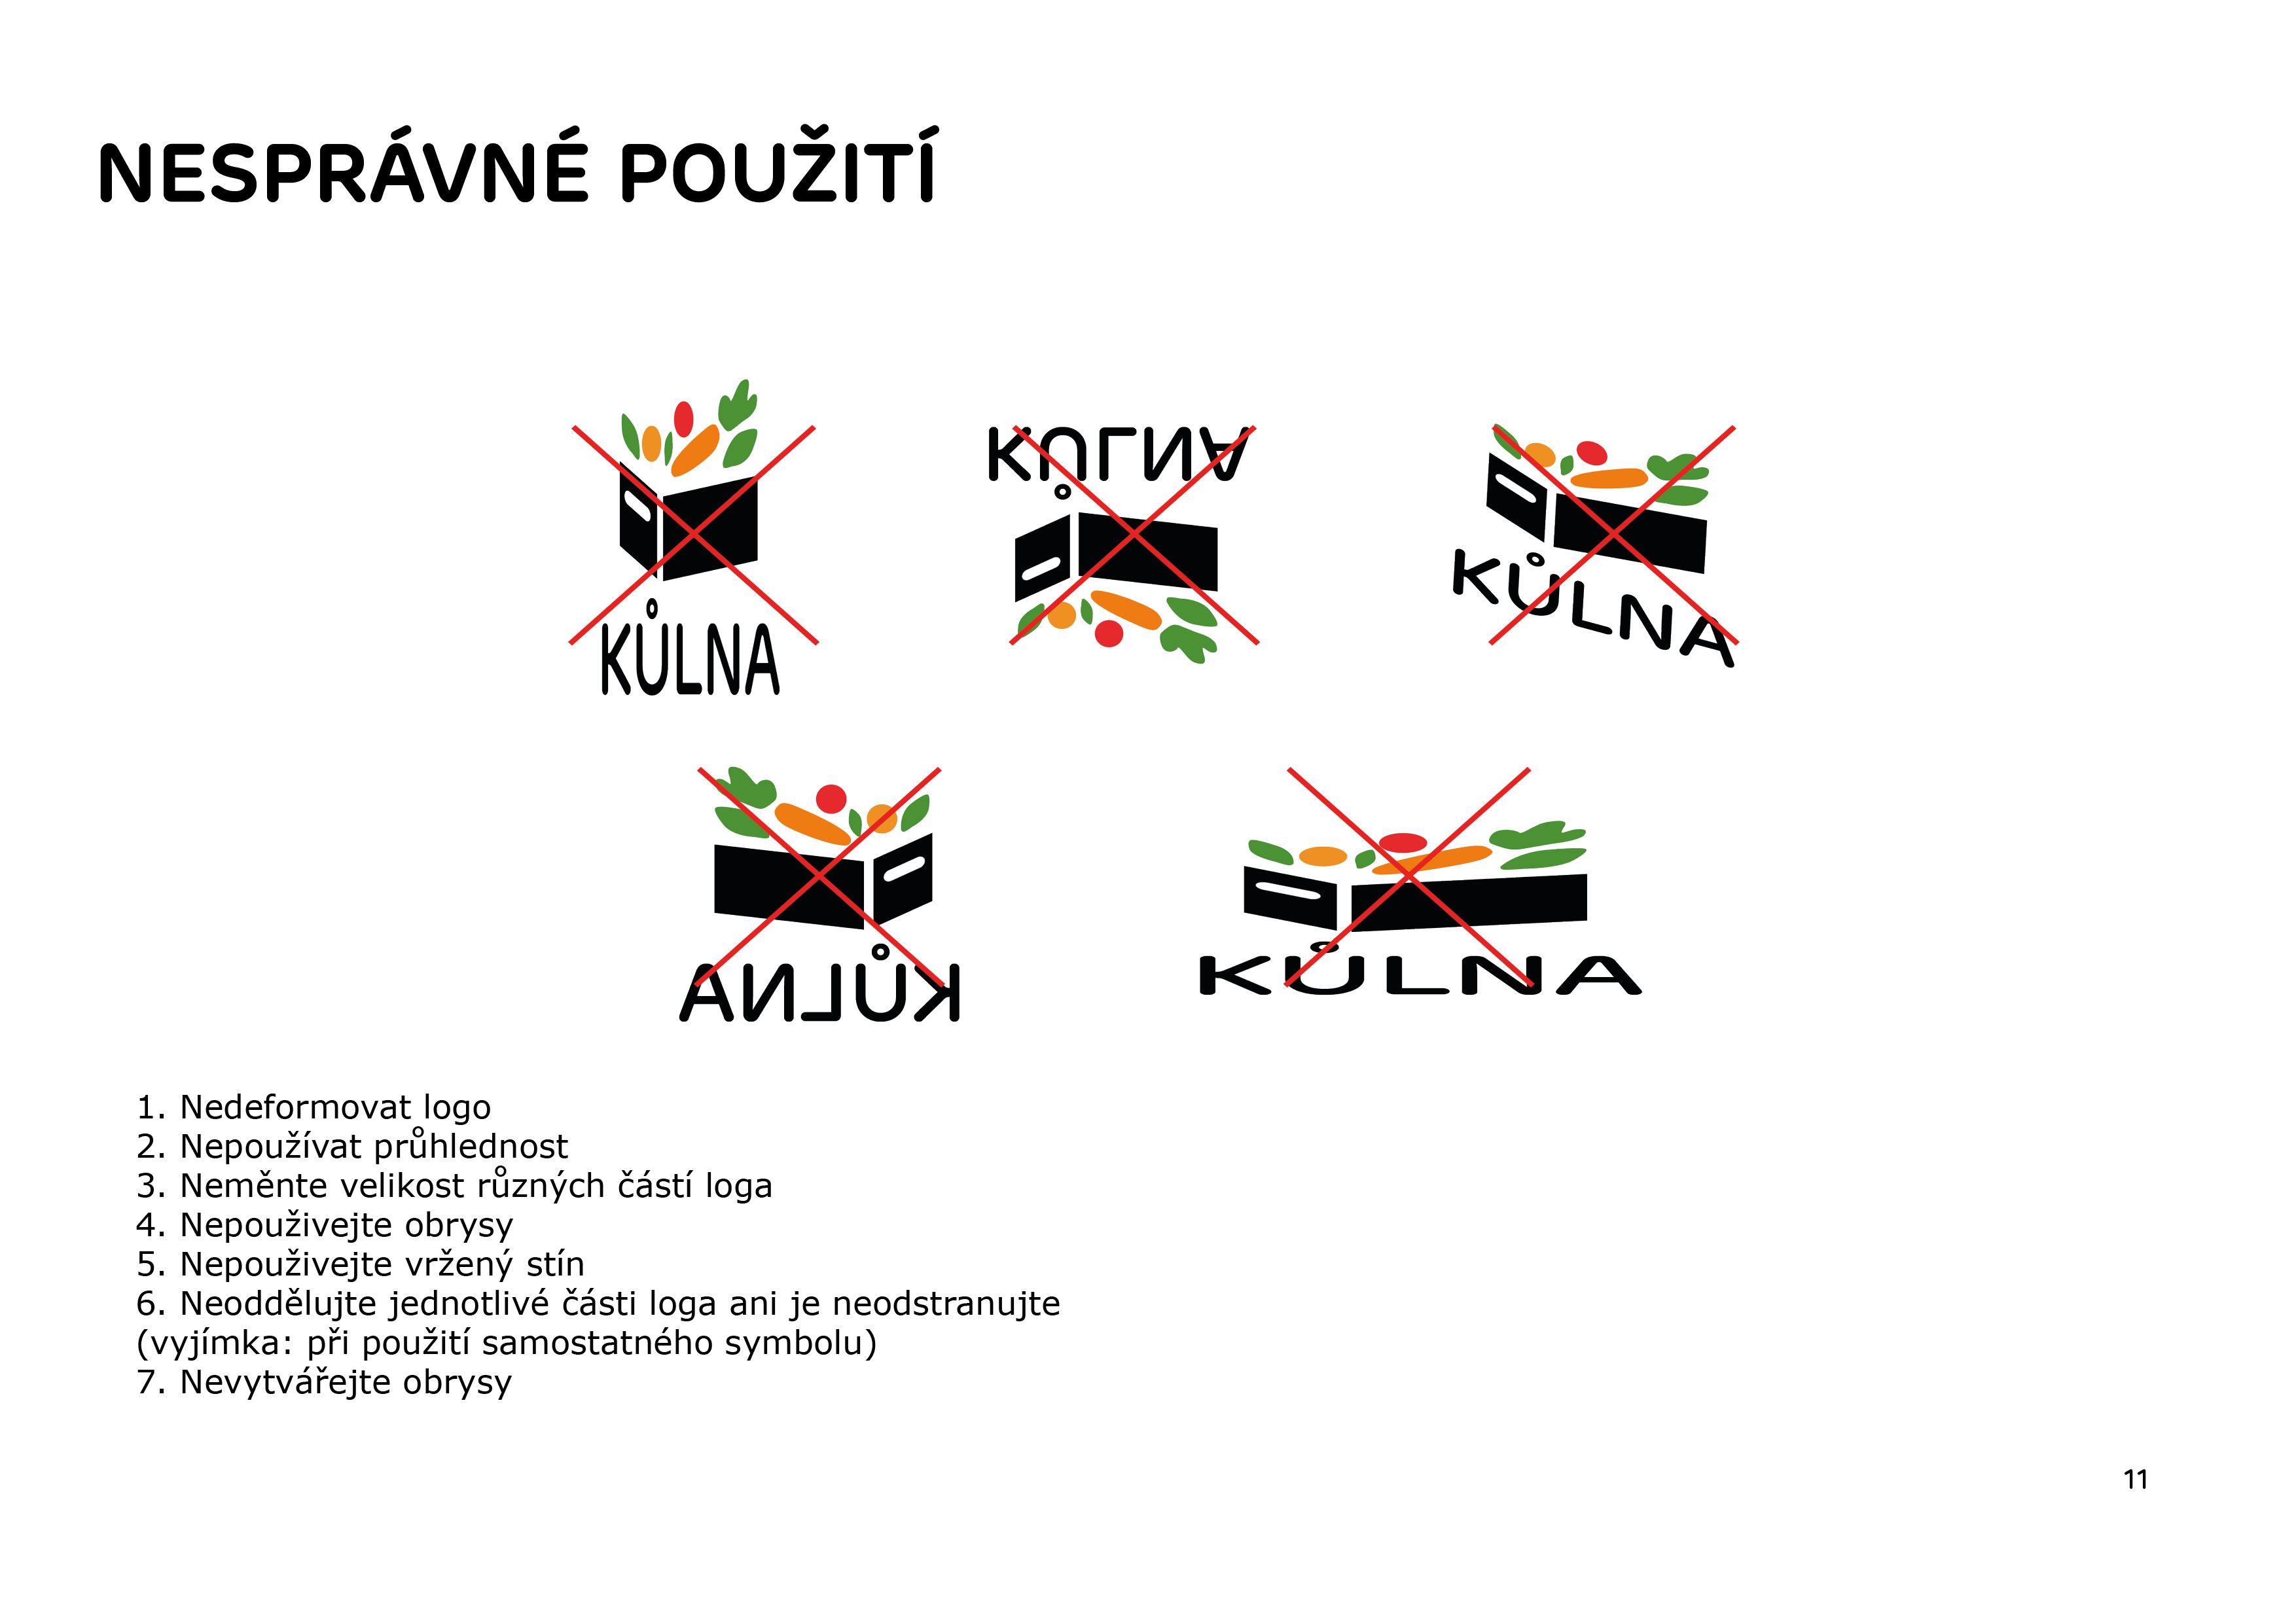 NESPRÁVNÉ POUŽITÍ
KŮLNA
KŮLNA
KŮLNA
KŮLNA
KŮLNA
1. Nedeformovat logo
2. Nepoužívat průhlednost
3. Neměnte velikost různých částí loga
4. Nepouživejte obrysy
5. Nepouživejte vržený stín
6. Neoddělujte jednotlivé části loga ani je neodstranujte
(vyjímka: při použití samostatného symbolu)
7. Nevytvářejte obrysy
11